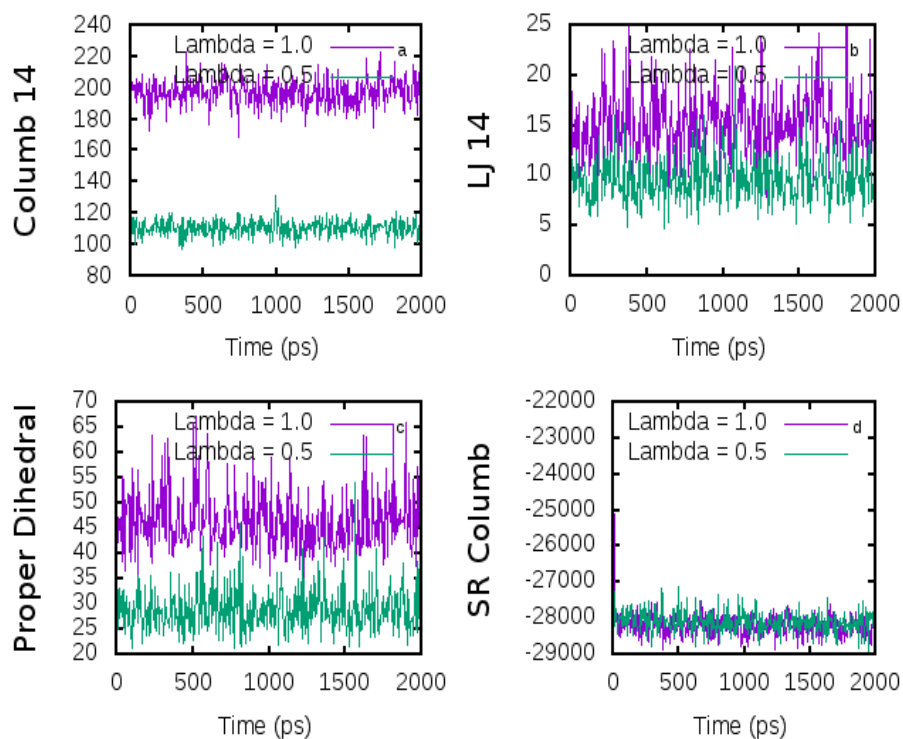 Columb 14
240
220
200
180
160
140
120
100
80
Lambda = 1.0
Lambda = 0.5
a
0 500 1000 1500 2000
Time (ps)
LJ 14
25
20
15
10
5
0
Lambda = 1.0
Lambda = 0.5
b
0 500 1000 1500 2000
Time (ps)
Proper Dihedral
70
65
60
55
50
45
40
35
30
25
20
Lambda = 1.0
Lambda = 0.5
c
0 500 1000 1500 2000
Time (ps)
SR Columb
-22000
-23000
-24000
-25000
-26000
-27000
-28000
-29000
Lambda = 1.0
Lambda = 0.5
d
0 500 1000 1500 2000
Time (ps)